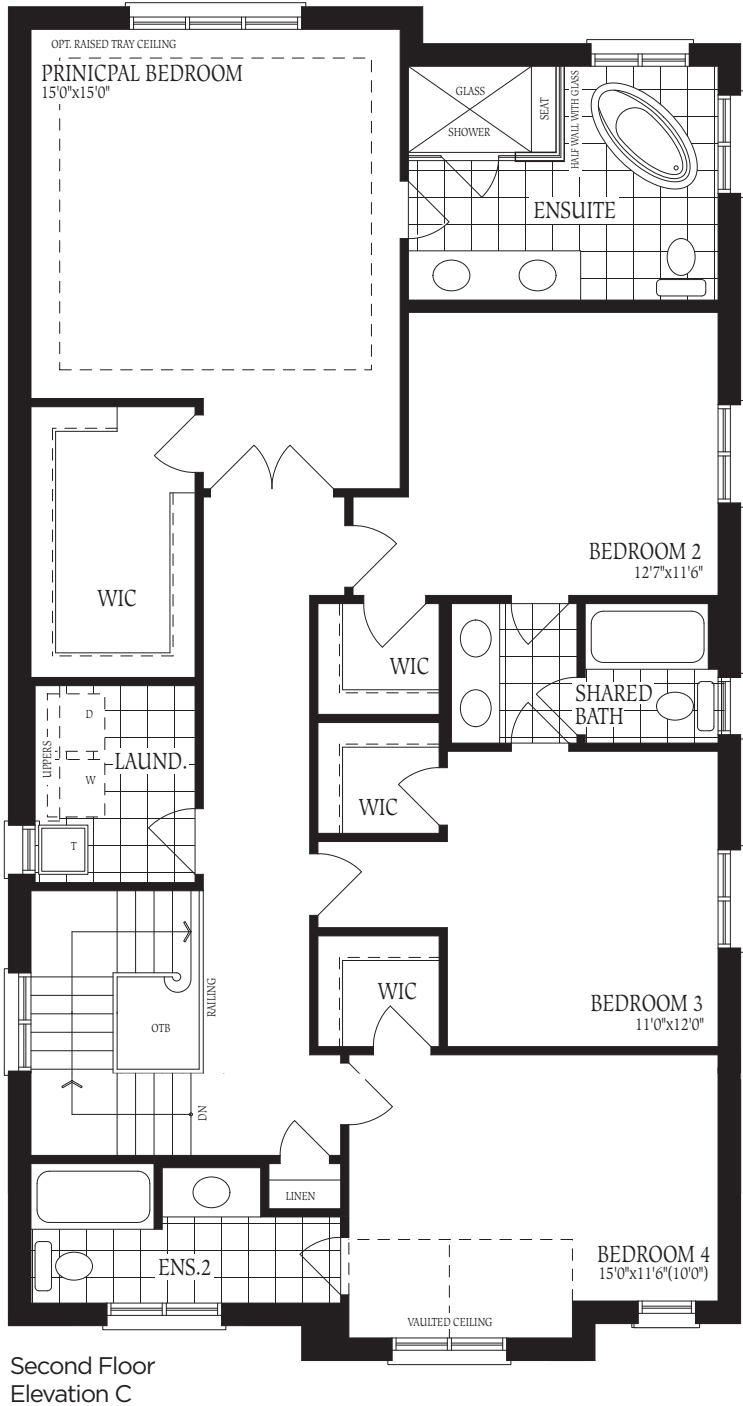 OPT. RAISED TRAY CEILING
PRINICPAL BEDROOM
15'0"x15'0"
GLASS
SHOWER
SEAT
HALF WALL WITH GLASS
ENSUITE
BEDROOM 2
12'7"x11'6"
WIC
WIC
SHARED
BATH
D
UPPERS
LAUND.
W
WIC
T
WIC
BEDROOM 3
11'0"x12'0"
RAILING
OTB
DN
LINEN
ENS.2
BEDROOM 4
15'0"x11'6"(10'0")
VAULTED CEILING
Second Floor
Elevation C